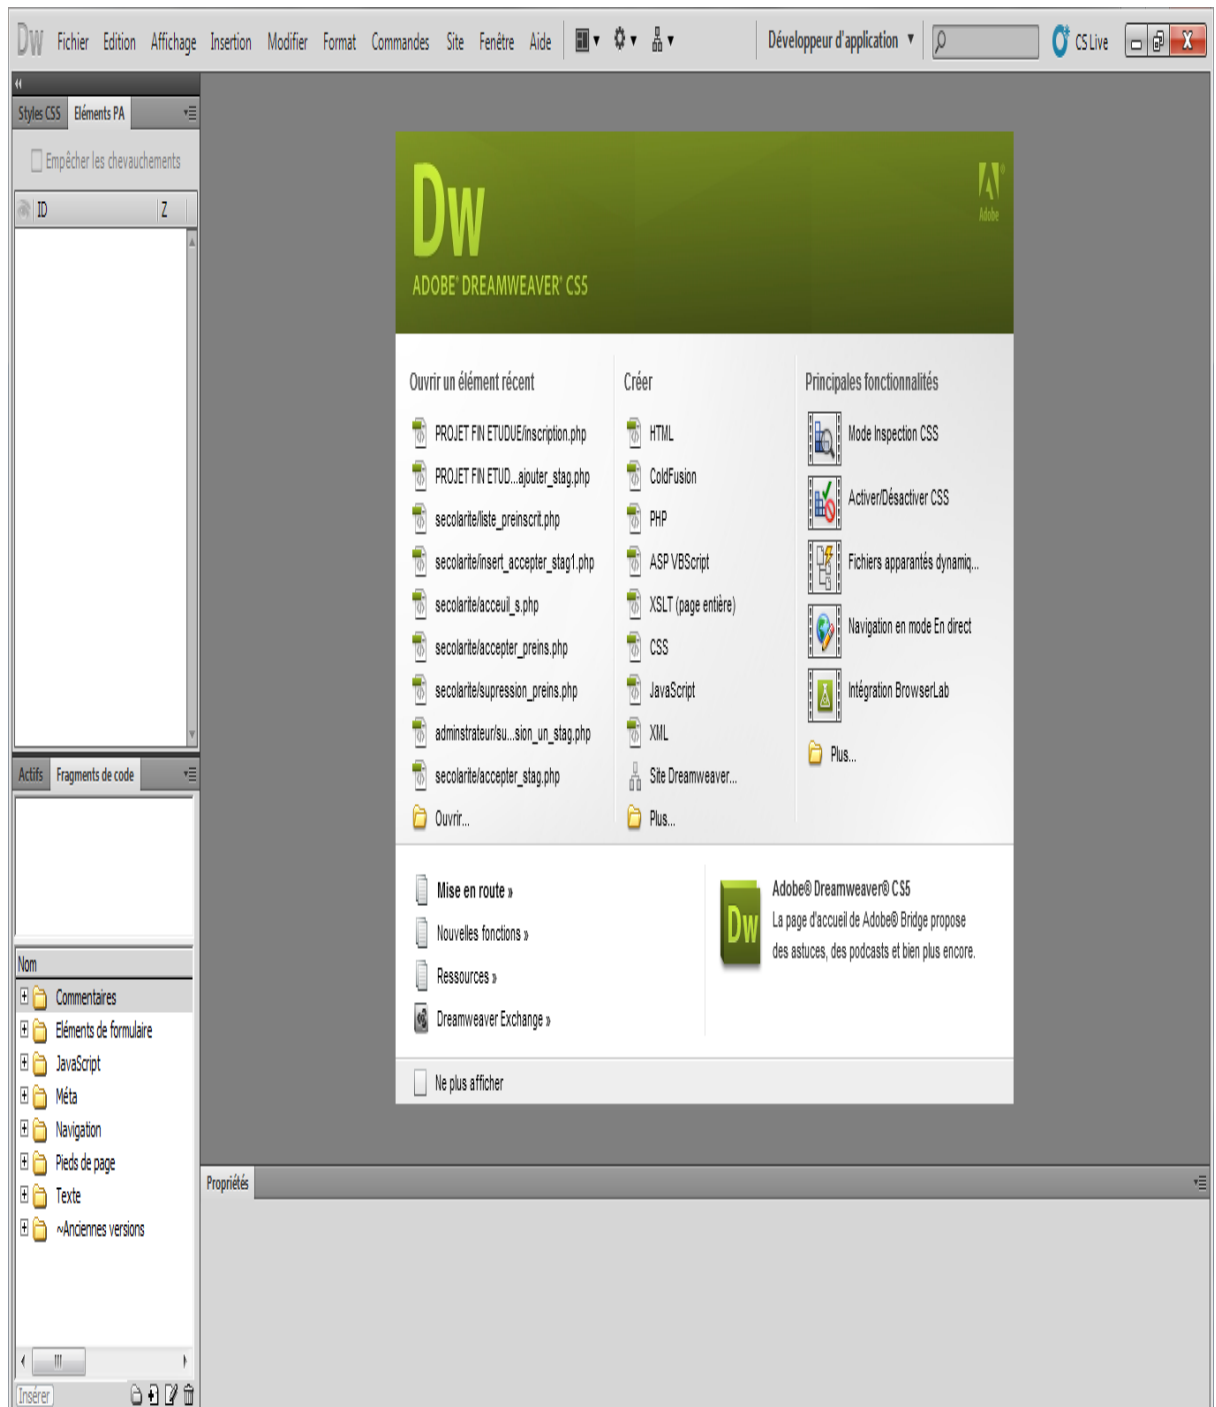 Dw Fichier Edition Affichage Insertion Modifier Format Commandes Site Fenêtre Aide Développeur d'application CS Live
Styles CSS Eléments PA
Empêcher les chevauchements
ID Z
Dw
Adobe
ADOBE® DREAMWEAVER® CS5
Ouvrir un élément récent
PROJET FIN ETUDUE/inscription.php
PROJET FIN ETUD...ajouter_stag.php
secolarite/liste_preinscrit.php
secolarite/insert_accepter_stag1.php
secolarite/acceuil_s.php
secolarite/accepter_preins.php
secolarite/supression_preins.php
adminstrateur/su...sion_un_stag.php
secolarite/accepter_stag.php
Ouvrir...
Créer
HTML
ColdFusion
PHP
ASP VBScript
XSLT (page entière)
CSS
JavaScript
XML
Site Dreamweaver...
Plus...
Principales fonctionnalités
Mode Inspection CSS
Activer/Désactiver CSS
Fichiers apparantés dynamiq...
Navigation en mode En direct
Intégration BrowserLab
Plus...
Mise en route »
Nouvelles fonctions »
Ressources »
Dreamweaver Exchange »
Dw
Adobe® Dreamweaver® CS5
La page d'accueil de Adobe® Bridge propose
des astuces, des podcasts et bien plus encore.
Ne plus afficher
Actifs Fragments de code
Nom
Commentaires
Eléments de formulaire
JavaScript
Méta
Navigation
Pieds de page
Texte
~Anciennes versions
Insérer
Propriétés